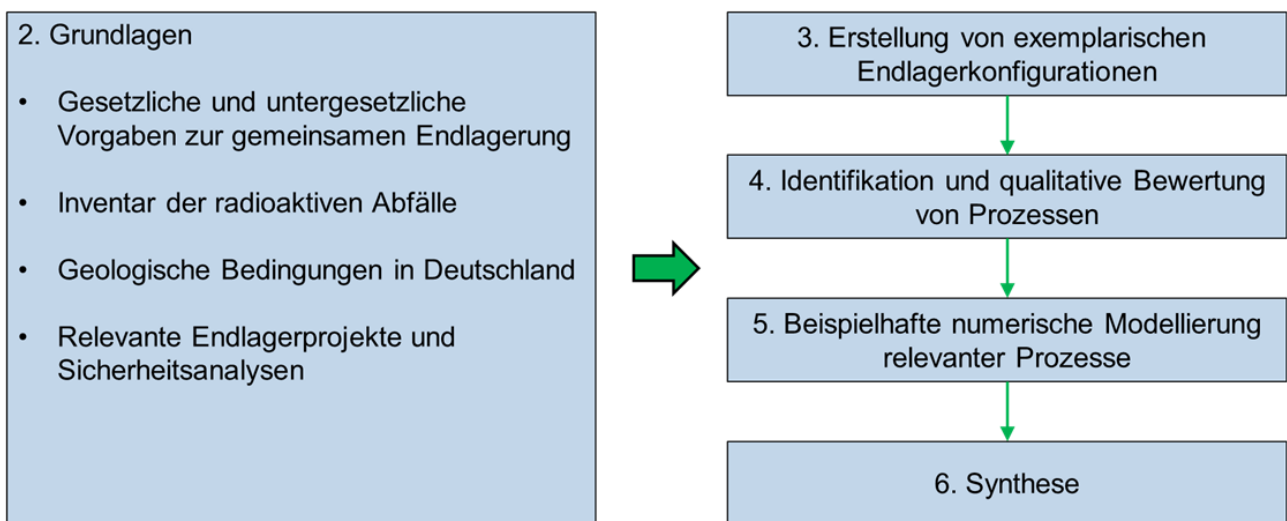 2. Grundlagen
• Gesetzliche und untergesetzliche
Vorgaben zur gemeinsamen Endlagerung
• Inventar der radioaktiven Abfälle
• Geologische Bedingungen in Deutschland
• Relevante Endlagerprojekte und
Sicherheitsanalysen
3. Erstellung von exemplarischen
Endlagerkonfigurationen
4. Identifikation und qualitative Bewertung
von Prozessen
5. Beispielhafte numerische Modellierung
relevanter Prozesse
6. Synthese